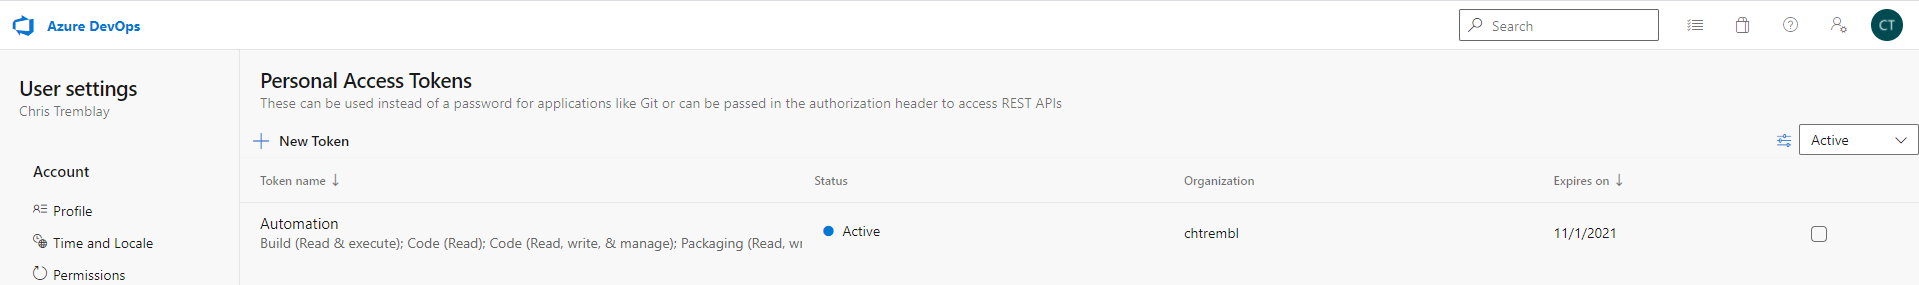 Azure DevOps
Search
CT
User settings
Chris Tremblay
Account
Profile
Time and Locale
Permissions
Personal Access Tokens
These can be used instead of a password for applications like Git or can be passed in the authorization header to access REST APIs
New Token
Active
Token name ↓ Status Organization Expires on ↓
Automation
Build (Read & execute); Code (Read); Code (Read, write, & manage); Packaging (Read, wr
Active chtrembl 11/1/2021